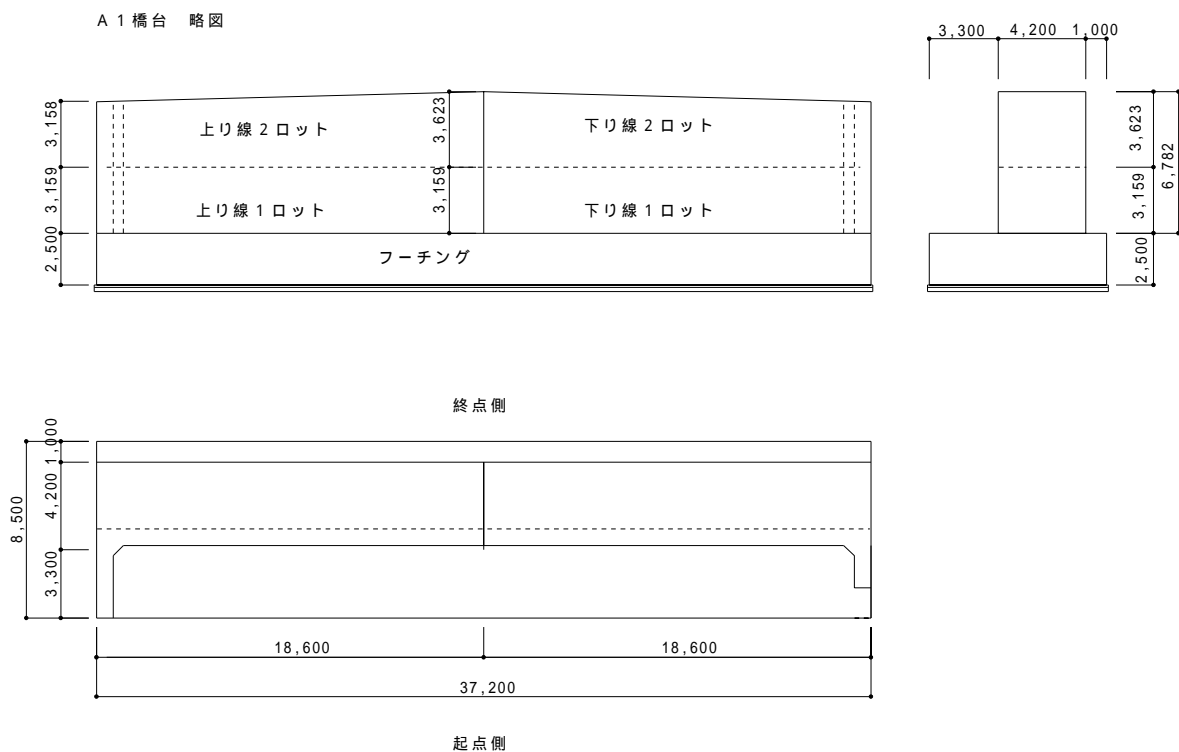 A1橋台 略図
3,300
4,200
1,000
3,158
3,159
2,500
3,623
3,159
上り線2ロット
下り線2ロット
上り線1ロット
下り線1ロット
フーチング
3,623
3,159
6,782
2,500
終点側
8,500
1,000
4,200
3,300
18,600
18,600
37,200
起点側